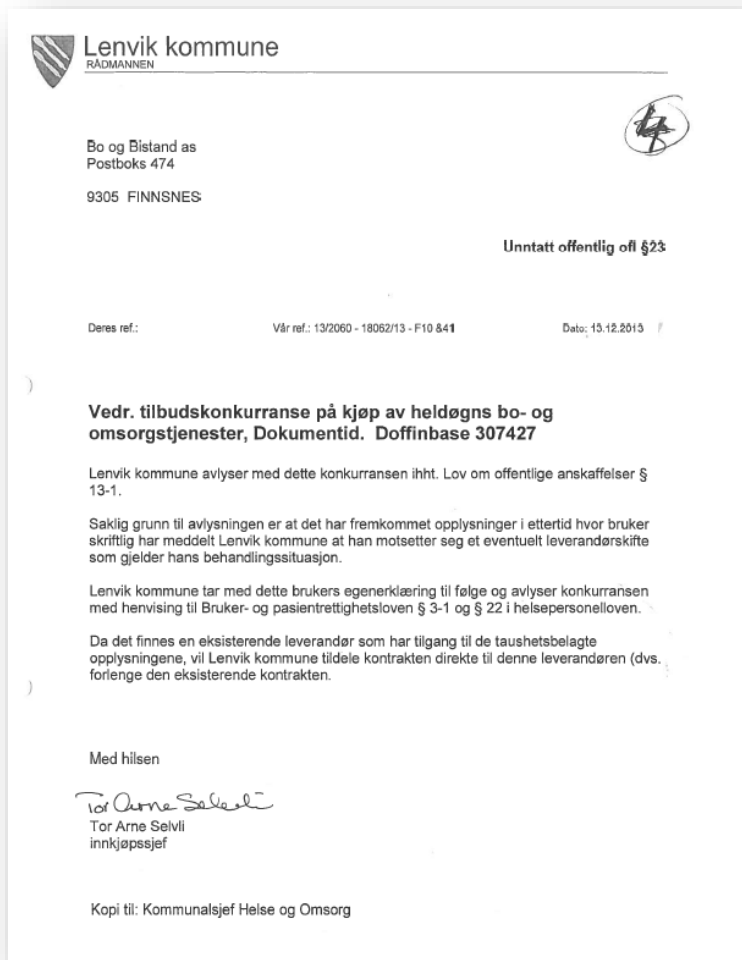 Lenvik kommune
RÅDMANNEN
Bo og Bistand as
Postboks 474
9305 FINNSNES
Unntatt offentlig ofl §23
Deres ref.:
Vår ref.: 13/2060 - 18062/13 - F10 &41
Dato: 13.12.2013
Vedr. tilbudskonkurranse på kjøp av heldøgns bo- og
omsorgstjenester, Dokumentid. Doffinbase 307427
Lenvik kommune avlyser med dette konkurransen ihht. Lov om offentlige anskaffelser §
13-1.
Saklig grunn til avlysningen er at det har fremkommet opplysninger i ettertid hvor bruker
skriftlig har meddelt Lenvik kommune at han motsetter seg et eventuelt leverandørskifte
som gjelder hans behandlingssituasjon.
Lenvik kommune tar med dette brukers egenerklæring til følge og avlyser konkurransen
med henvising til Bruker- og pasientrettighetsloven § 3-1 og § 22 i helsepersonelloven.
Da det finnes en eksisterende leverandør som har tilgang til de taushetsbelagte
opplysningene, vil Lenvik kommune tildele kontrakten direkte til denne leverandøren (dvs.
forlenge den eksisterende kontrakten.
Med hilsen
Tor Arne Selvli
Tor Arne Selvli
innkjøpssjef
Kopi til: Kommunalsjef Helse og Omsorg